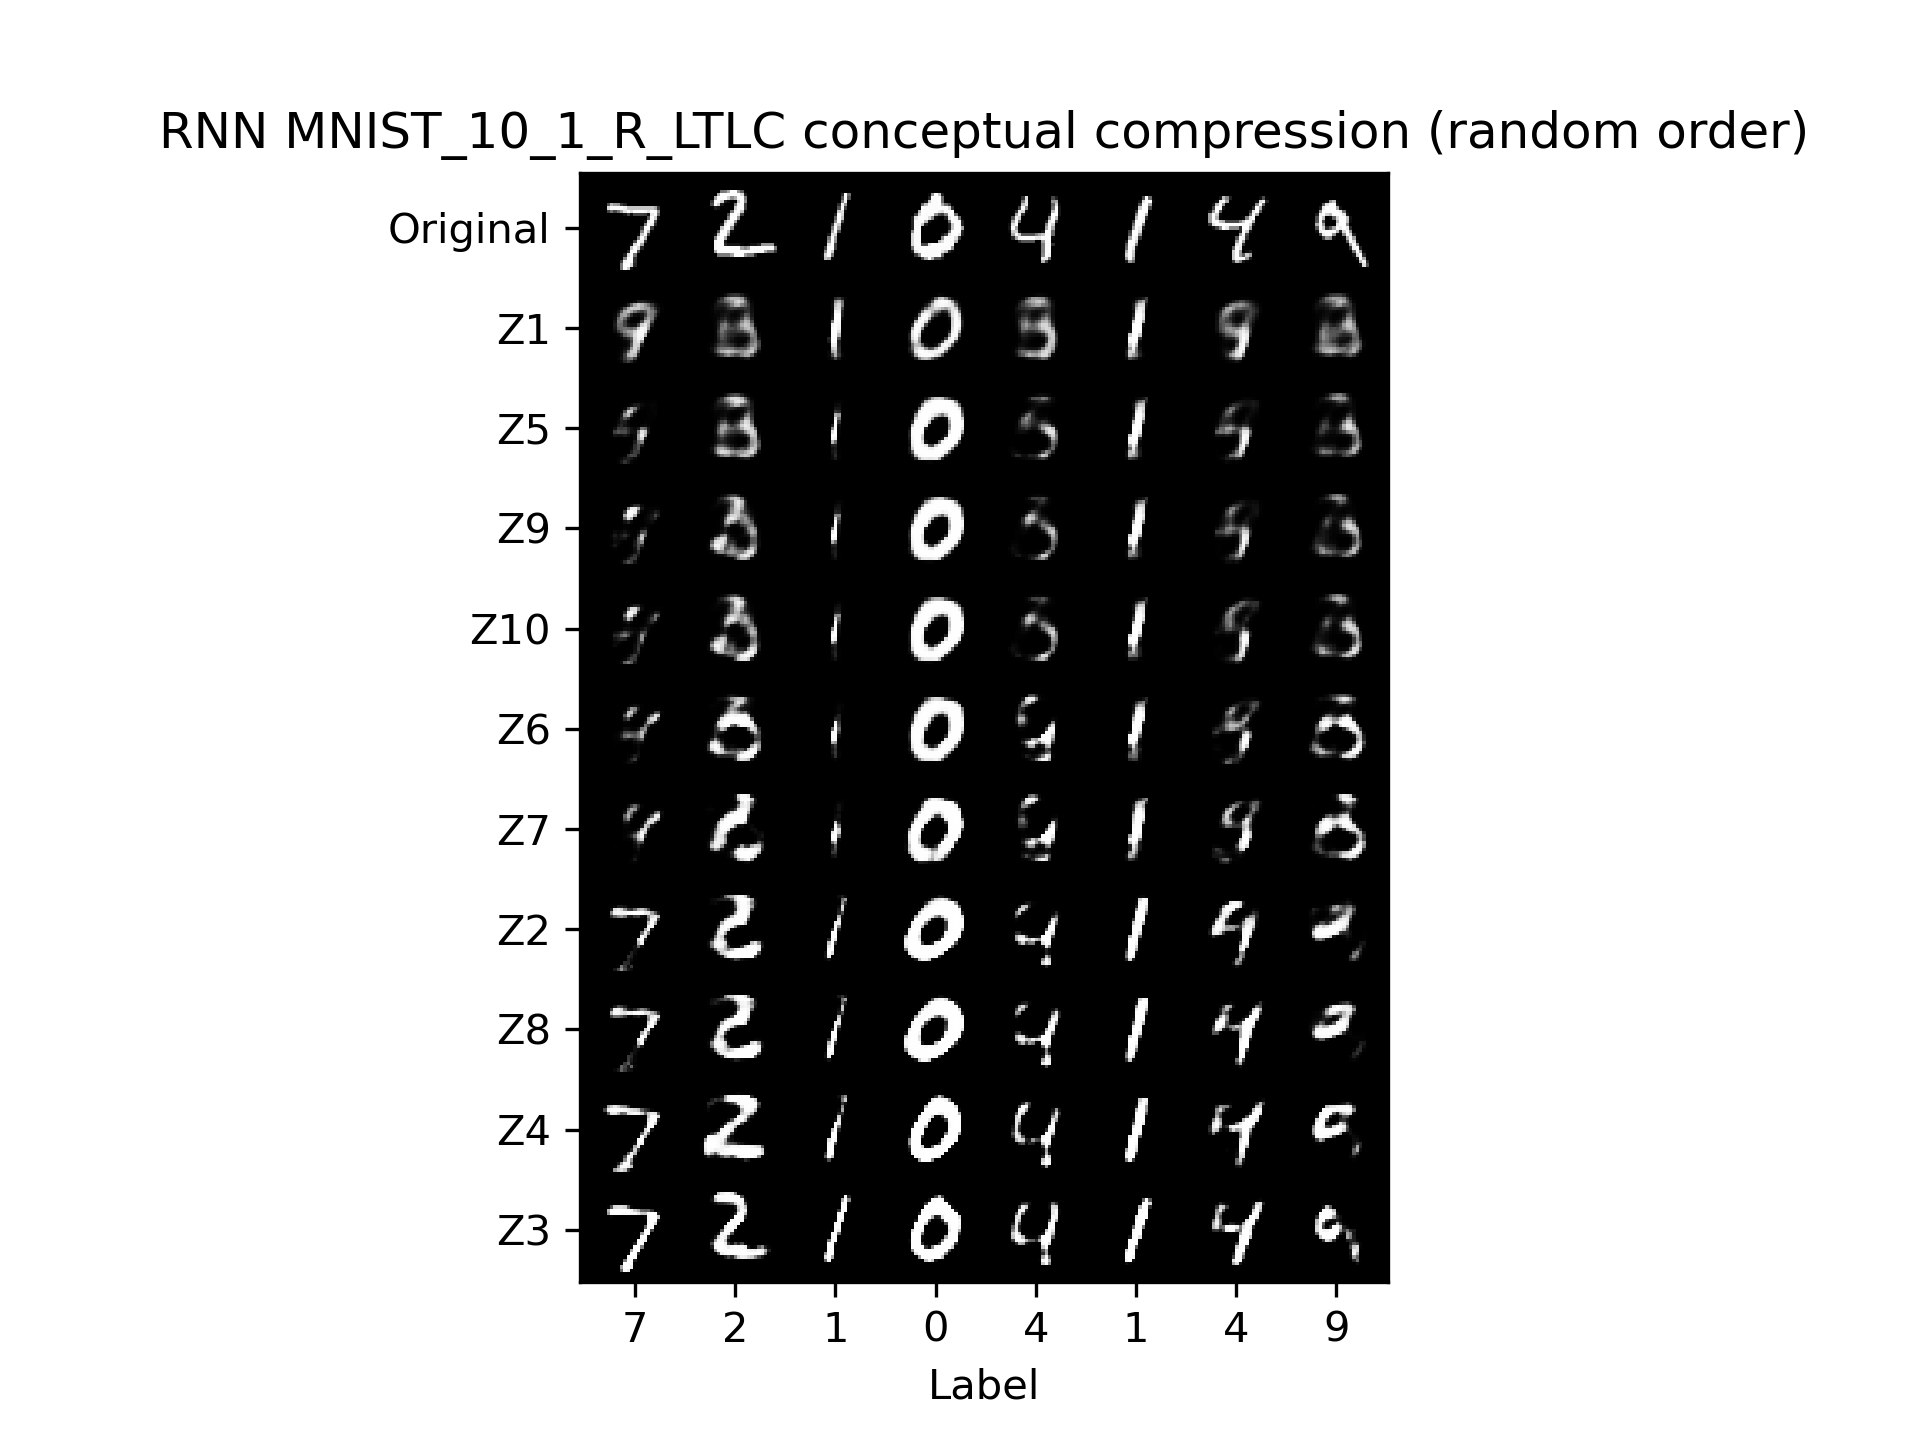 RNN MNIST_10_1_R_LTLC conceptual compression (random order)
Original
Z1
Z5
Z9
Z10
Z6
Z7
Z2
Z8
Z4
Z3
7 2 1 0 4 1 4 9
Label